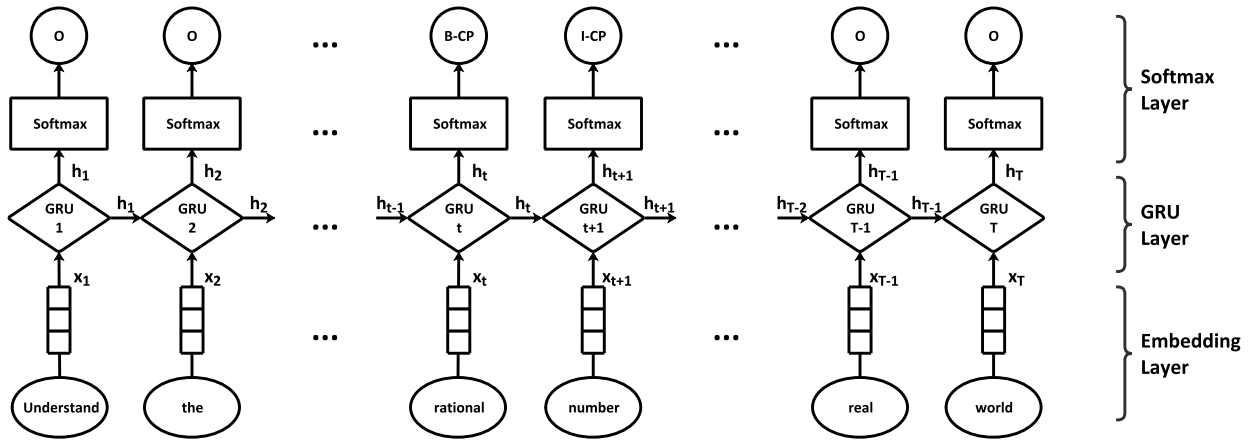 O O ... B-CP I-CP ... O O
Softmax
Layer
Softmax Softmax ... Softmax Softmax ... Softmax Softmax
h1 h2 ht ht+1 hT-1 hT
GRU
1
h1
GRU
2
h2
...
ht-1
GRU
t
ht
GRU
t+1
ht+1
...
hT-2
GRU
T-1
hT-1
GRU
T
GRU
Layer
x1 x2 xt xt+1 xT-1 xT
... ...
Embedding
Layer
Understand the rational number real world